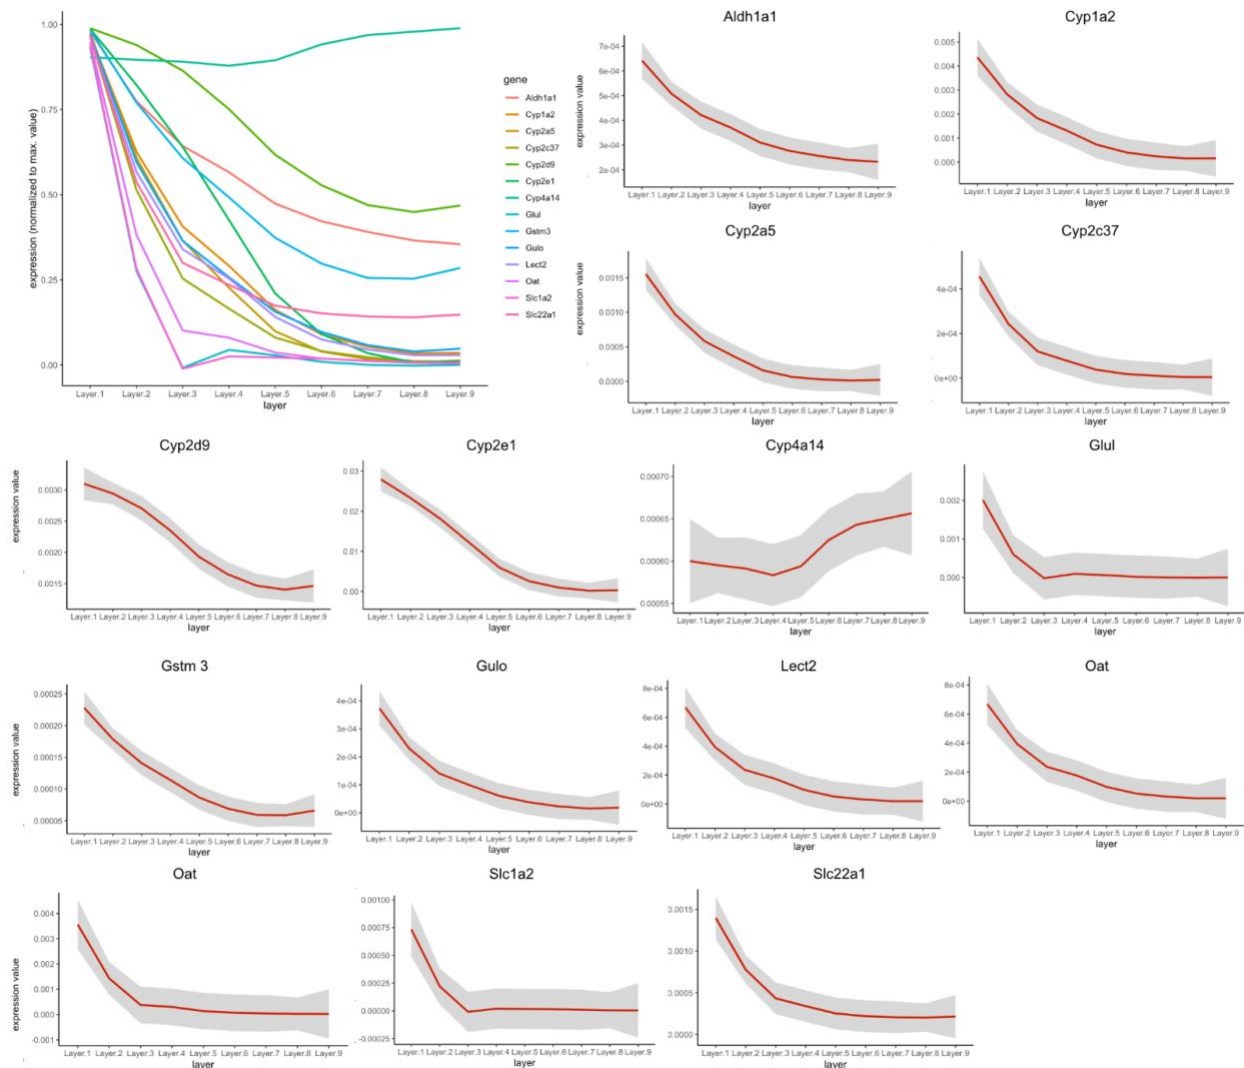 expression (normalized to max. value)
1.00
0.75
0.50
0.25
0.00
Layer.1 Layer.2 Layer.3 Layer.4 Layer.5 Layer.6 Layer.7 Layer.8 Layer.9
layer
gene
Aldh1a1
Cyp1a2
Cyp2a5
Cyp2c37
Cyp2d9
Cyp2e1
Cyp4a14
Glul
Gstm3
Gulo
Lect2
Oat
Slc1a2
Slc22a1
Aldh1a1
expression value
7e-04
6e-04
5e-04
4e-04
3e-04
2e-04
Layer.1 Layer.2 Layer.3 Layer.4 Layer.5 Layer.6 Layer.7 Layer.8 Layer.9
layer
Cyp1a2
0.005
0.004
0.003
0.002
0.001
0.000
Layer.1 Layer.2 Layer.3 Layer.4 Layer.5 Layer.6 Layer.7 Layer.8 Layer.9
layer
Cyp2a5
expression value
0.0015
0.0010
0.0005
0.0000
Layer.1 Layer.2 Layer.3 Layer.4 Layer.5 Layer.6 Layer.7 Layer.8 Layer.9
layer
Cyp2c37
4e-04
2e-04
0e+00
Layer.1 Layer.2 Layer.3 Layer.4 Layer.5 Layer.6 Layer.7 Layer.8 Layer.9
layer
Cyp2d9
expression value
0.0030
0.0025
0.0020
0.0015
Layer.1 Layer.2 Layer.3 Layer.4 Layer.5 Layer.6 Layer.7 Layer.8 Layer.9
layer
Cyp2e1
0.03
0.02
0.01
0.00
Layer.1 Layer.2 Layer.3 Layer.4 Layer.5 Layer.6 Layer.7 Layer.8 Layer.9
layer
Cyp4a14
0.00070
0.00065
0.00060
0.00055
Layer.1 Layer.2 Layer.3 Layer.4 Layer.5 Layer.6 Layer.7 Layer.8 Layer.9
layer
Glul
0.002
0.001
0.000
Layer.1 Layer.2 Layer.3 Layer.4 Layer.5 Layer.6 Layer.7 Layer.8 Layer.9
layer
Gstm 3
expression value
0.00025
0.00020
0.00015
0.00010
0.00005
Layer.1 Layer.2 Layer.3 Layer.4 Layer.5 Layer.6 Layer.7 Layer.8 Layer.9
layer
Gulo
4e-04
3e-04
2e-04
1e-04
0e+00
Layer.1 Layer.2 Layer.3 Layer.4 Layer.5 Layer.6 Layer.7 Layer.8 Layer.9
layer
Lect2
8e-04
6e-04
4e-04
2e-04
0e+00
Layer.1 Layer.2 Layer.3 Layer.4 Layer.5 Layer.6 Layer.7 Layer.8 Layer.9
layer
Oat
8e-04
6e-04
4e-04
2e-04
0e+00
Layer.1 Layer.2 Layer.3 Layer.4 Layer.5 Layer.6 Layer.7 Layer.8 Layer.9
layer
Oat
expression value
0.004
0.003
0.002
0.001
0.000
-0.001
Layer.1 Layer.2 Layer.3 Layer.4 Layer.5 Layer.6 Layer.7 Layer.8 Layer.9
layer
Slc1a2
0.00100
0.00075
0.00050
0.00025
0.00000
-0.00025
Layer.1 Layer.2 Layer.3 Layer.4 Layer.5 Layer.6 Layer.7 Layer.8 Layer.9
layer
Slc22a1
0.0015
0.0010
0.0005
0.0000
Layer.1 Layer.2 Layer.3 Layer.4 Layer.5 Layer.6 Layer.7 Layer.8 Layer.9
layer